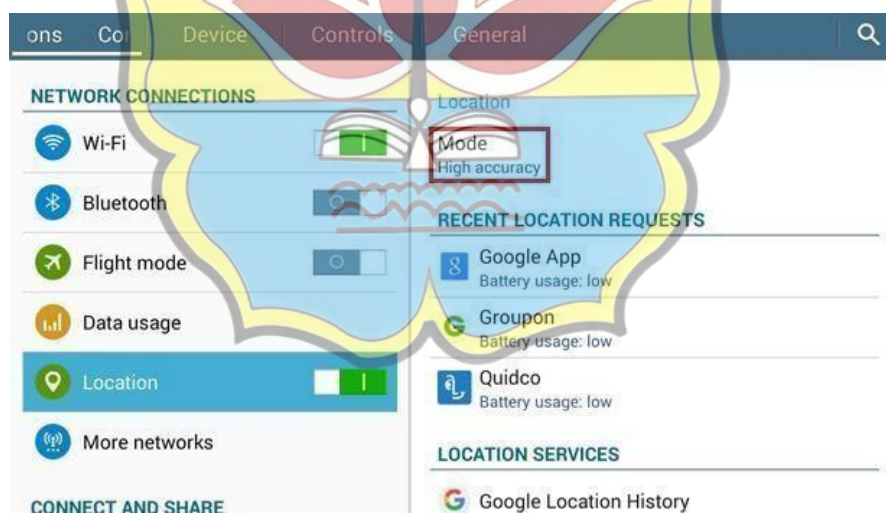 ons Co Device Controls General
NETWORK CONNECTIONS
Wi-Fi
Bluetooth
Flight mode
Data usage
Location
More networks
CONNECT AND SHARE
Location
Mode
High accuracy
RECENT LOCATION REQUESTS
Google App
Battery usage: low
Groupon
Battery usage: low
Quidco
Battery usage: low
LOCATION SERVICES
Google Location History